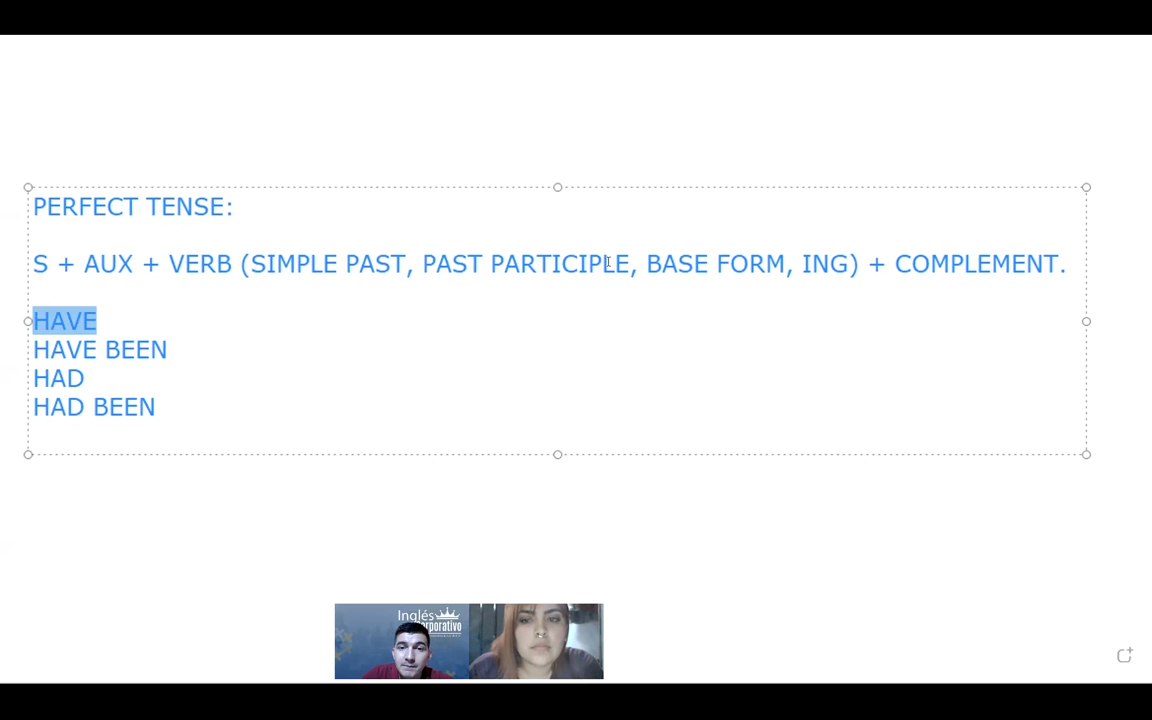 PERFECT TENSE:
S + AUX + VERB (SIMPLE PAST, PAST PARTICIPLE, BASE FORM, ING) + COMPLEMENT.
HAVE
HAVE BEEN
HAD
HAD BEEN
Inglés